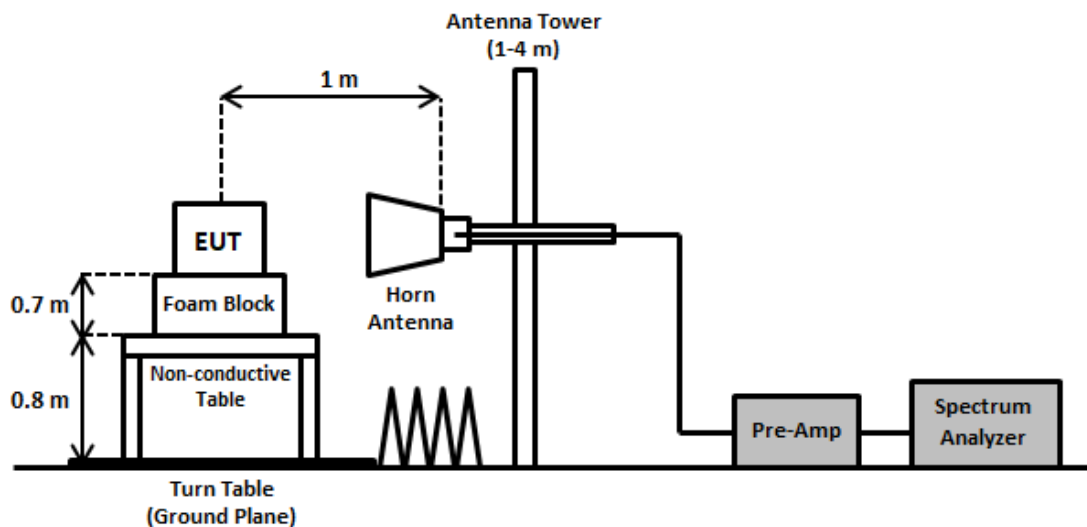 Antenna Tower
(1-4 m)
1 m
EUT
0.7 m
Foam Block
Horn
Antenna
0.8 m
Non-conductive
Table
Pre-Amp
Spectrum
Analyzer
Turn Table
(Ground Plane)